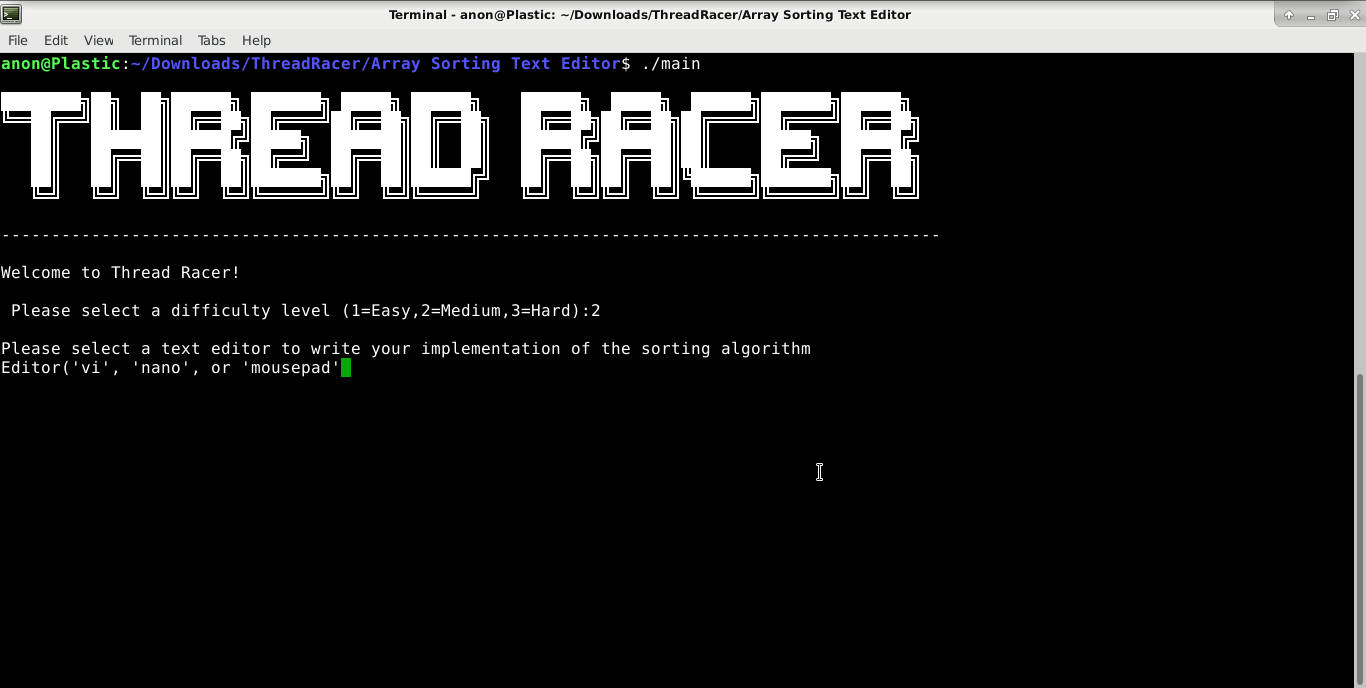 Terminal - anon@Plastic: ~/Downloads/ThreadRacer/Array Sorting Text Editor
File Edit View Terminal Tabs Help
anon@Plastic:~/Downloads/ThreadRacer/Array Sorting Text Editor$ ./main
THREAD RACER
----------------------------------------------------------------------------------------------
Welcome to Thread Racer!
Please select a difficulty level (1=Easy,2=Medium,3=Hard):2
Please select a text editor to write your implementation of the sorting algorithm
Editor('vi', 'nano', or 'mousepad'